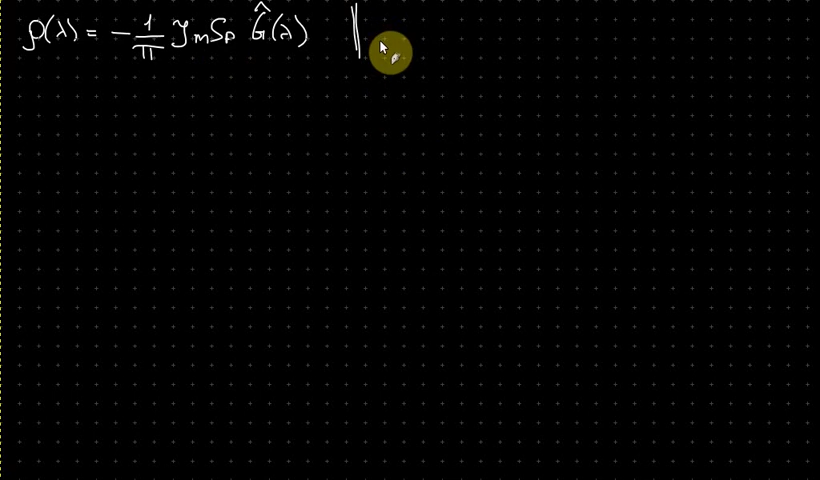 ρ(λ) = -1/π Im Sp Ĝ(λ) ||